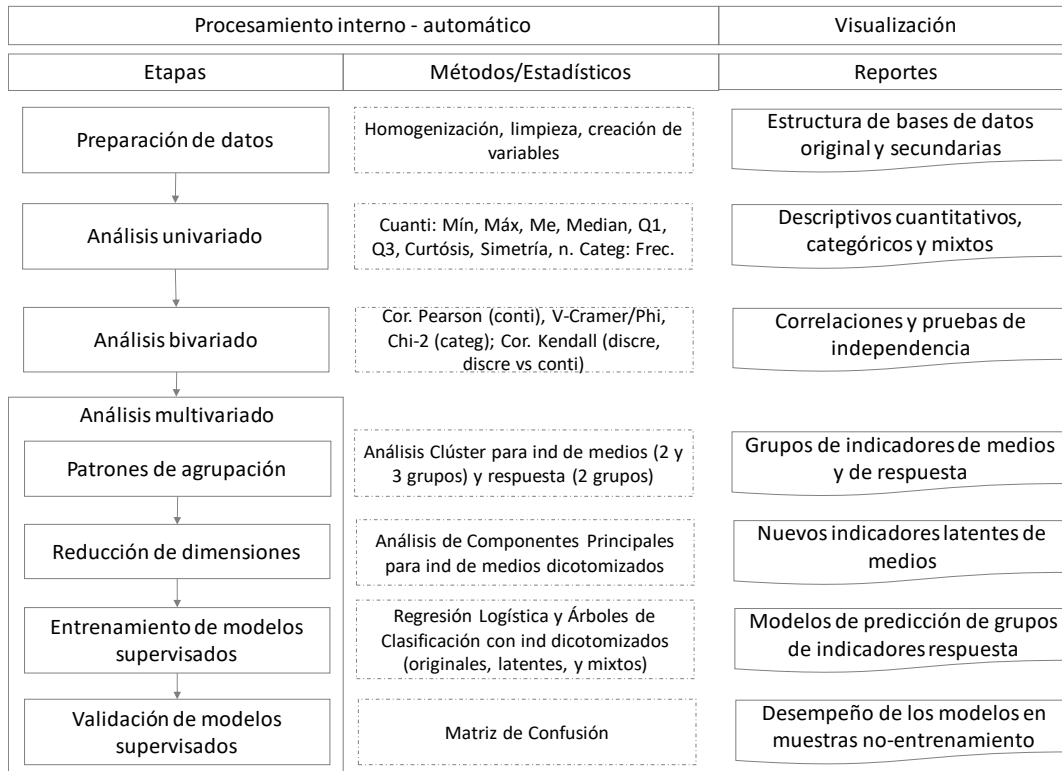 Procesamiento interno - automático
Visualización
Etapas
Métodos/Estadísticos
Reportes
Preparación de datos
Homogenización, limpieza, creación de
variables
Estructura de bases de datos
original y secundarias
Análisis univariado
Cuanti: Mín, Máx, Me, Median, Q1,
Q3, Curtósis, Simetría, n. Categ: Frec.
Descriptivos cuantitativos,
categóricos y mixtos
Análisis bivariado
Cor. Pearson (conti), V-Cramer/Phi,
Chi-2 (categ); Cor. Kendall (discre,
discre vs conti)
Correlaciones y pruebas de
independencia
Análisis multivariado
Patrones de agrupación
Análisis Clúster para ind de medios (2 y
3 grupos) y respuesta (2 grupos)
Grupos de indicadores de medios
y de respuesta
Reducción de dimensiones
Análisis de Componentes Principales
para ind de medios dicotomizados
Nuevos indicadores latentes de
medios
Entrenamiento de modelos
supervisados
Regresión Logística y Árboles de
Clasificación con ind dicotomizados
(originales, latentes, y mixtos)
Modelos de predicción de grupos
de indicadores respuesta
Validación de modelos
supervisados
Matriz de Confusión
Desempeño de los modelos en
muestras no-entrenamiento